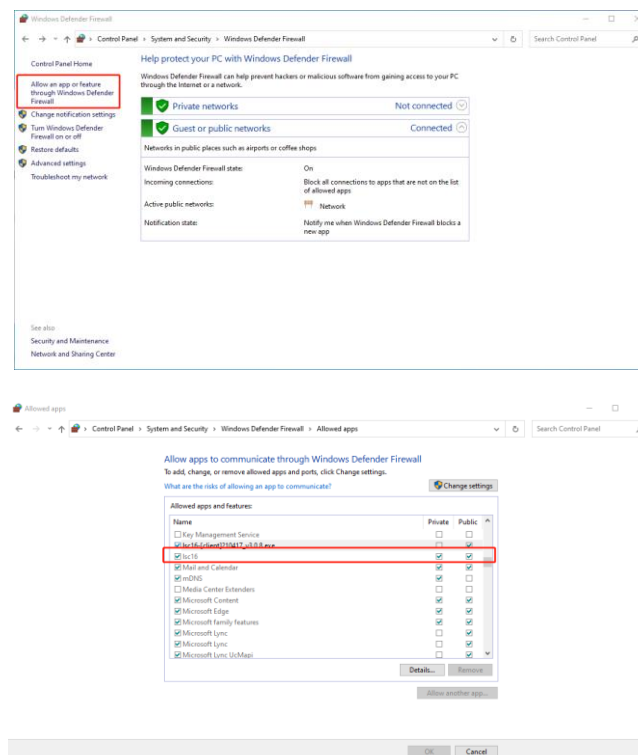 Windows Defender Firewall
Control Panel > System and Security > Windows Defender Firewall
Search Control Panel
Control Panel Home
Allow an app or feature
through Windows Defender
Firewall
Change notification settings
Turn Windows Defender
Firewall on or off
Restore defaults
Advanced settings
Troubleshoot my network
Help protect your PC with Windows Defender Firewall
Windows Defender Firewall can help prevent hackers or malicious software from gaining access to your PC
through the Internet or a network.
Private networks Not connected
Guest or public networks Connected
Networks in public places such as airports or coffee shops
Windows Defender Firewall state: On
Incoming connections: Block all connections to apps that are not on the list
of allowed apps
Active public networks: Network
Notification state: Notify me when Windows Defender Firewall blocks a
new app
See also
Security and Maintenance
Network and Sharing Center
Allowed apps
Control Panel > System and Security > Windows Defender Firewall > Allowed apps
Search Control Panel
Allow apps to communicate through Windows Defender Firewall
To add, change, or remove allowed apps and ports, click Change settings.
What are the risks of allowing an app to communicate?
Change settings
Allowed apps and features:
Name Private Public
Key Management Service
lsc16
Mail and Calendar
mDNS
Media Center Extenders
Microsoft Content
Microsoft Edge
Microsoft family features
Microsoft Lync
Microsoft Lync
Microsoft Lync UcMapi
Details... Remove
Allow another app...
OK Cancel